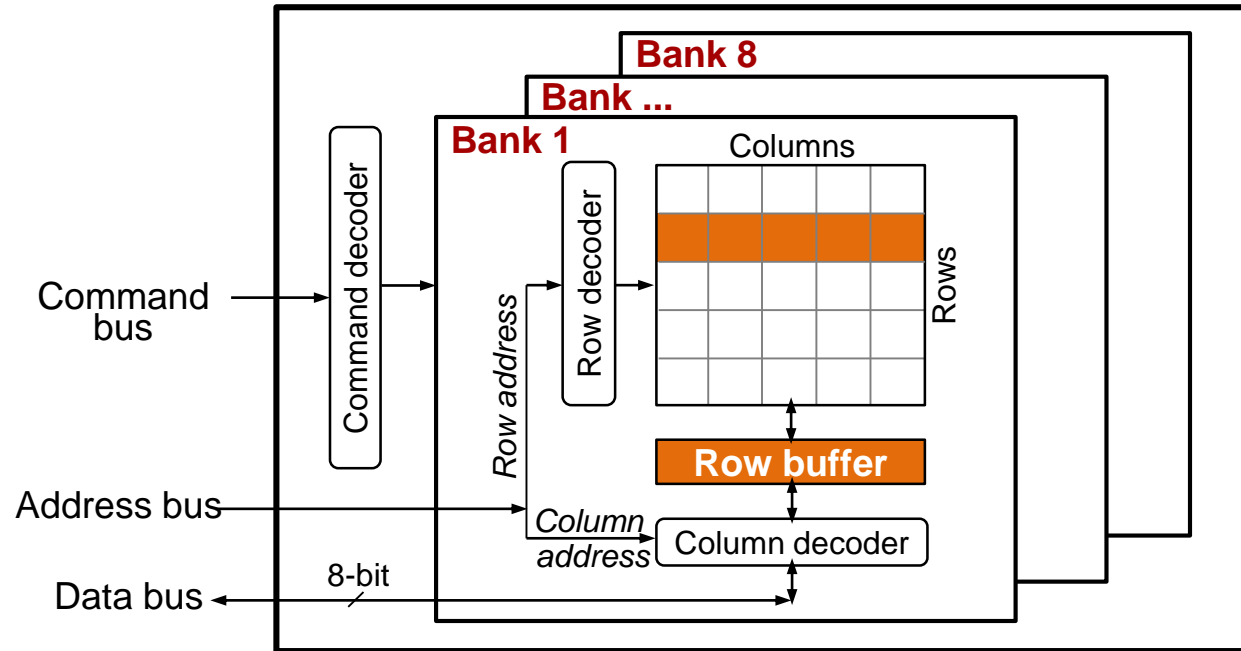 Bank 8
Bank ...
Bank 1
Columns
Rows
Command decoder
Row decoder
Command
bus
Row address
Row buffer
Address bus
Column
address
Column decoder
8-bit
Data bus